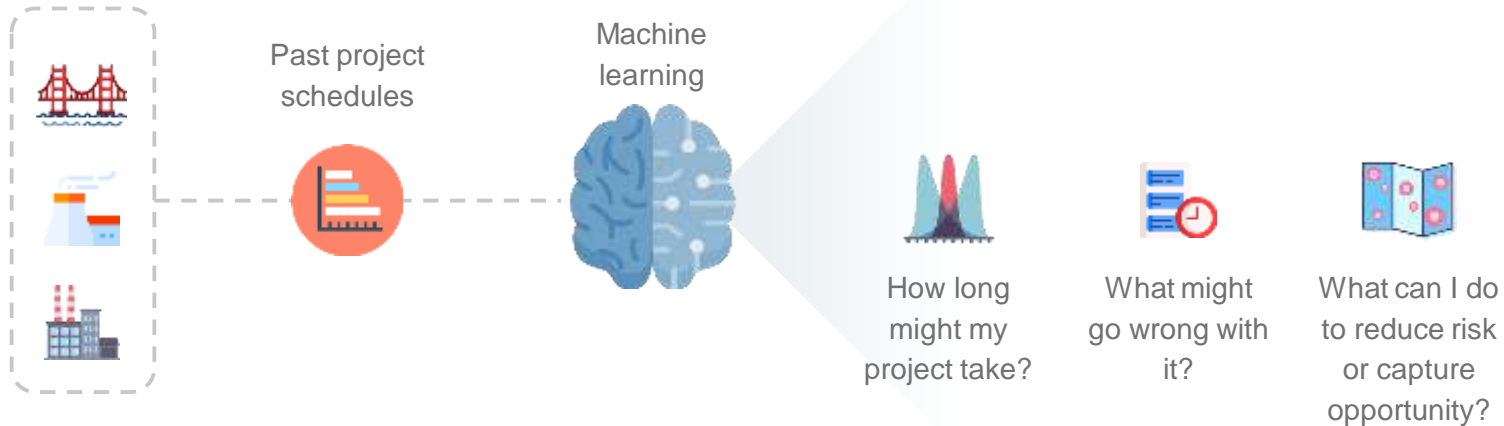 Past project
schedules
Machine
learning
How long
might my
project take?
What might
go wrong with
it?
What can I do
to reduce risk
or capture
opportunity?